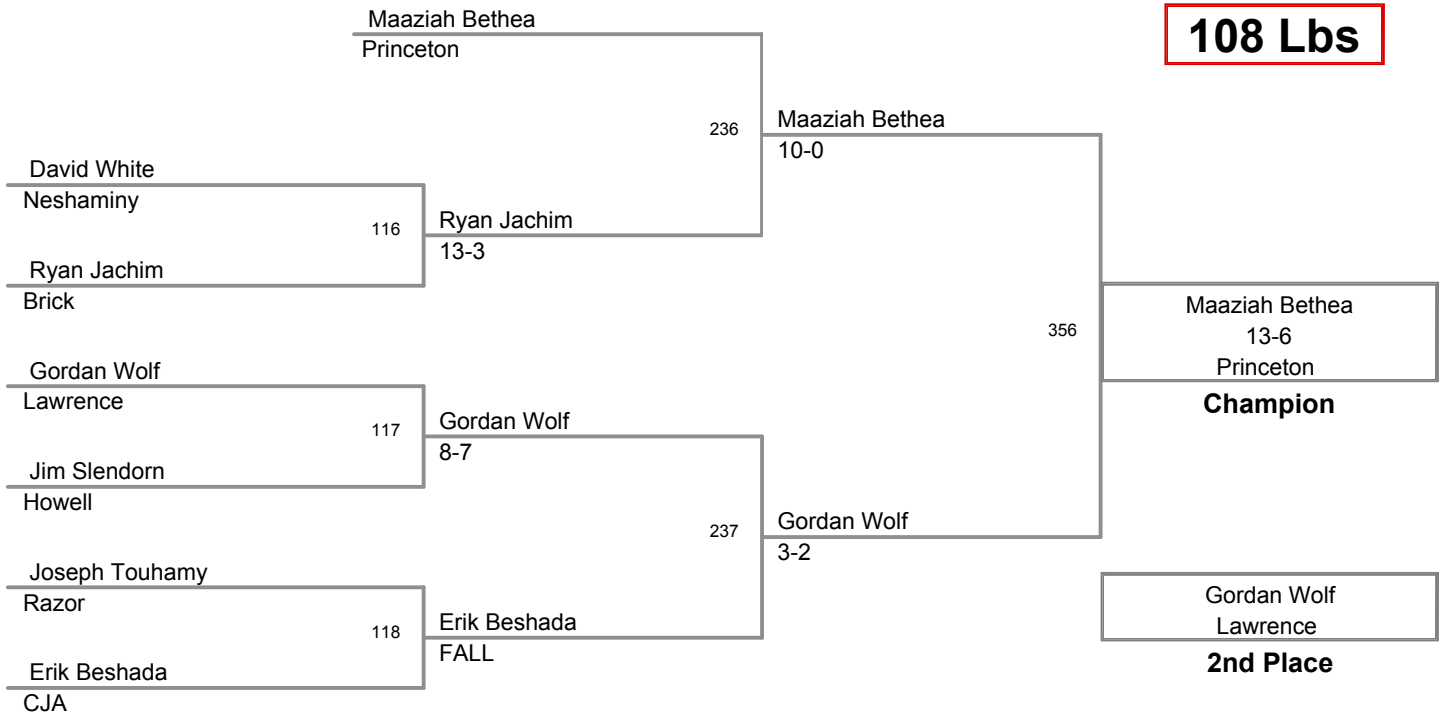 Maaziah Bethea
Princeton
108 Lbs
236
Maaziah Bethea
10-0
David White
Neshaminy
116
Ryan Jachim
13-3
Ryan Jachim
Brick
356
Maaziah Bethea
13-6
Princeton
Champion
Gordan Wolf
Lawrence
117
Gordan Wolf
8-7
Jim Slendorn
Howell
237
Gordan Wolf
3-2
Joseph Touhamy
Razor
118
Erik Beshada
FALL
Erik Beshada
CJA
Gordan Wolf
Lawrence
2nd Place